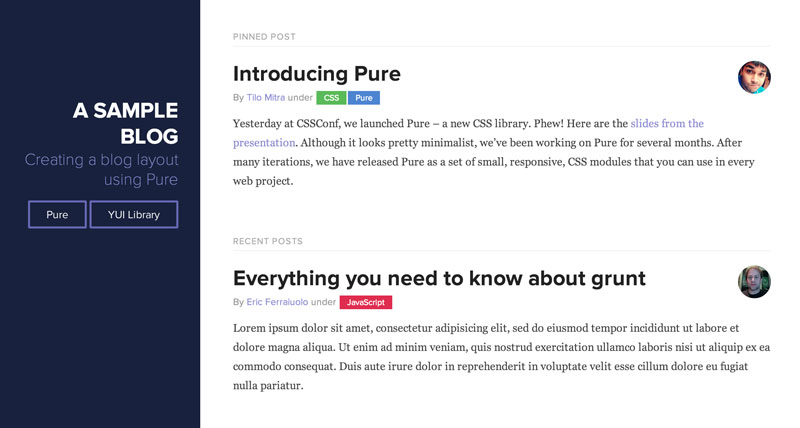 A SAMPLE
BLOG
Creating a blog layout
using Pure
Pure YUI Library
PINNED POST
Introducing Pure
By Tilo Mitra under CSS Pure
Yesterday at CSSConf, we launched Pure – a new CSS library. Phew! Here are the slides from the
presentation. Although it looks pretty minimalist, we’ve been working on Pure for several months. After
many iterations, we have released Pure as a set of small, responsive, CSS modules that you can use in every
web project.
RECENT POSTS
Everything you need to know about grunt
By Eric Ferraiuolo under JavaScript
Lorem ipsum dolor sit amet, consectetur adipisicing elit, sed do eiusmod tempor incididunt ut labore et
dolore magna aliqua. Ut enim ad minim veniam, quis nostrud exercitation ullamco laboris nisi ut aliquip ex ea
commodo consequat. Duis aute irure dolor in reprehenderit in voluptate velit esse cillum dolore eu fugiat
nulla pariatur.